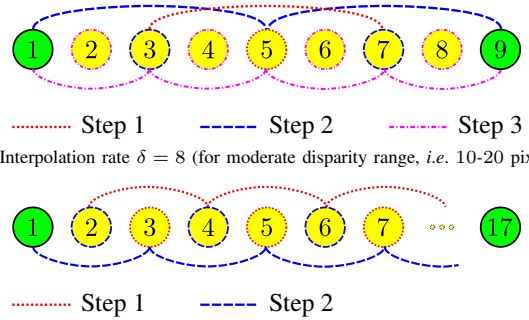 1 2 3 4 5 6 7 8 9
Step 1 Step 2 Step 3
Interpolation rate δ = 8 (for moderate disparity range, i.e. 10-20 pix
1 2 3 4 5 6 7 ... 17
Step 1 Step 2